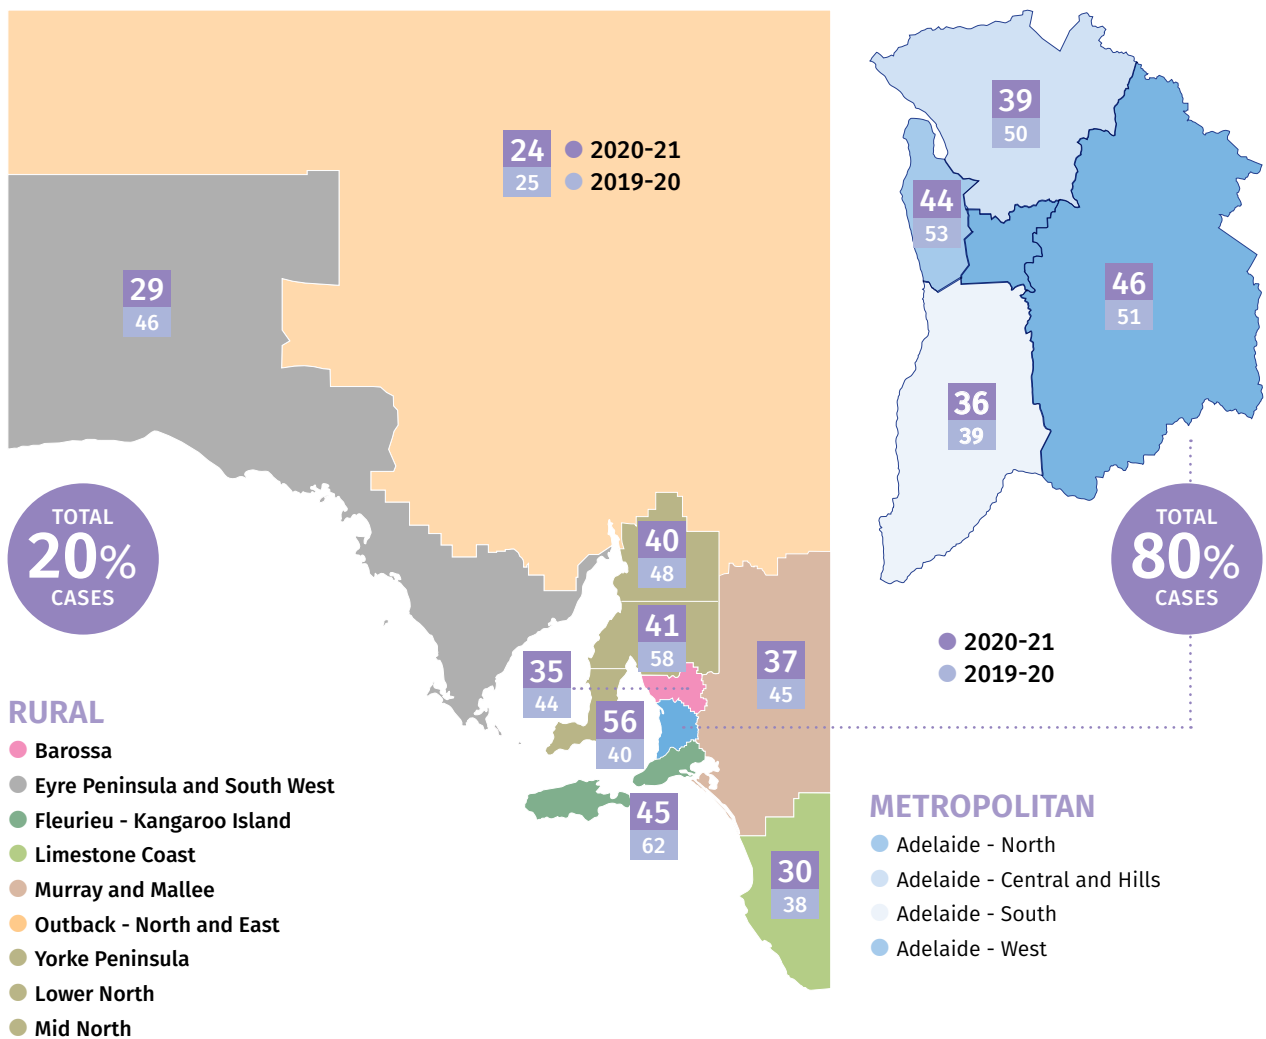 24
25
2020-21
2019-20
29
46
TOTAL
20%
CASES
40
48
41
58
35
44
56
40
37
45
45
62
30
38
RURAL
Barossa
Eyre Peninsula and South West
Fleurieu - Kangaroo Island
Limestone Coast
Murray and Mallee
Outback - North and East
Yorke Peninsula
Lower North
Mid North
39
50
44
53
46
51
36
39
TOTAL
80%
CASES
2020-21
2019-20
METROPOLITAN
Adelaide - North
Adelaide - Central and Hills
Adelaide - South
Adelaide - West